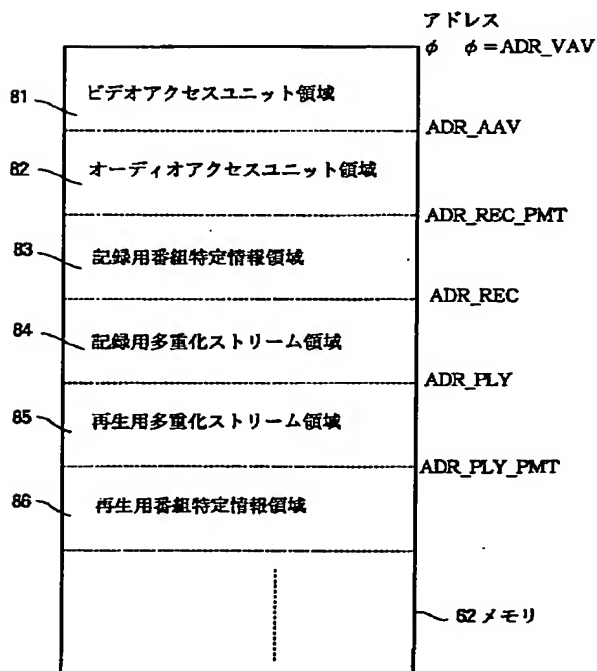 アドレス
φ φ=ADR_VAV
81 ビデオアクセスユニット領域
ADR_AAV
82 オーディオアクセスユニット領域
ADR_REC_PMT
83 記録用番組特定情報領域
ADR_REC
84 記録用多重化ストリーム領域
ADR_PLY
85 再生用多重化ストリーム領域
ADR_PLY_PMT
86 再生用番組特定情報領域
62 メモリ